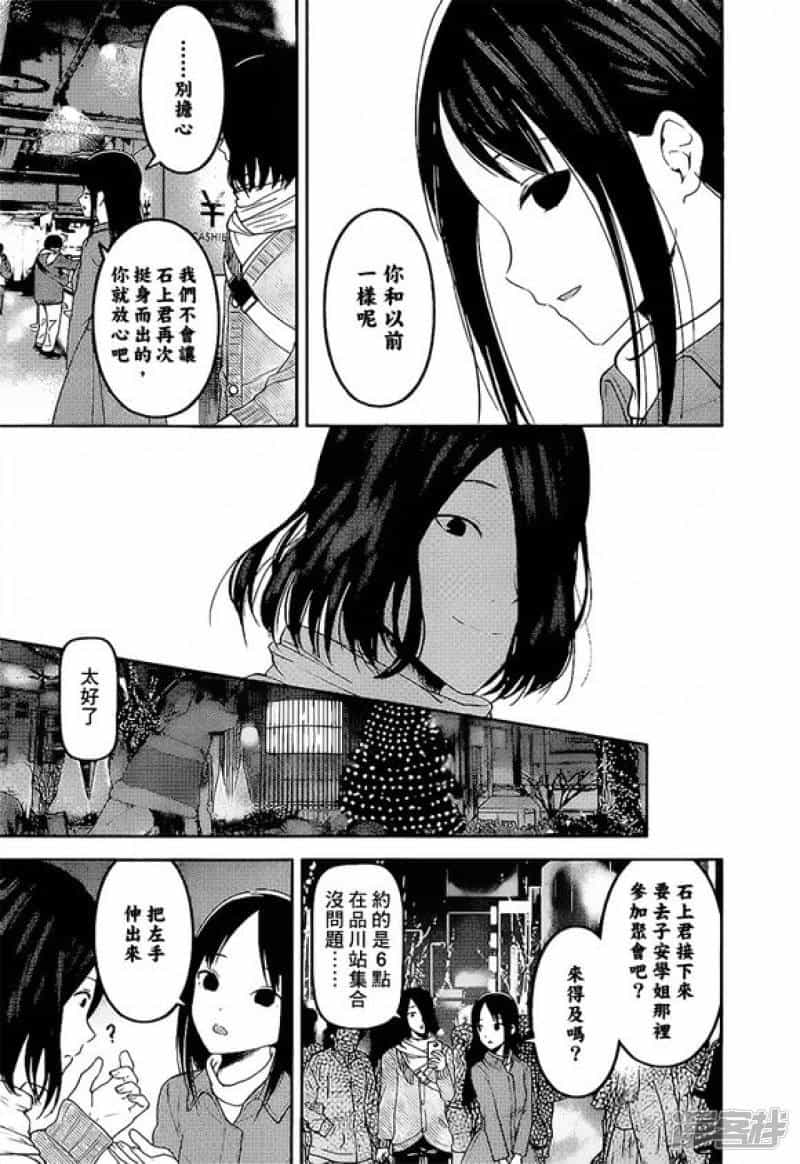 你和以前
一樣呢
……別擔心
¥
CASHIE
我們不會讓
石上君再次
挺身而出的，
你就放心吧
太好了
石上君接下來
要去子安學姐那裡
參加聚會吧？
來得及嗎？
約的是6點
在品川站集合
沒問題……
把左手
伸出來
？